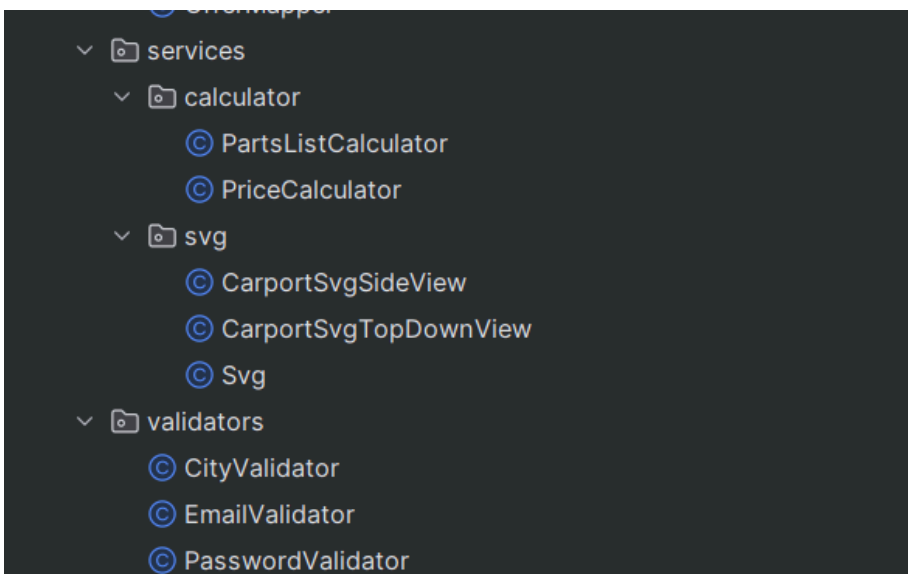 services
calculator
PartsListCalculator
PriceCalculator
svg
CarportSvgSideView
CarportSvgTopDownView
Svg
validators
CityValidator
EmailValidator
PasswordValidator